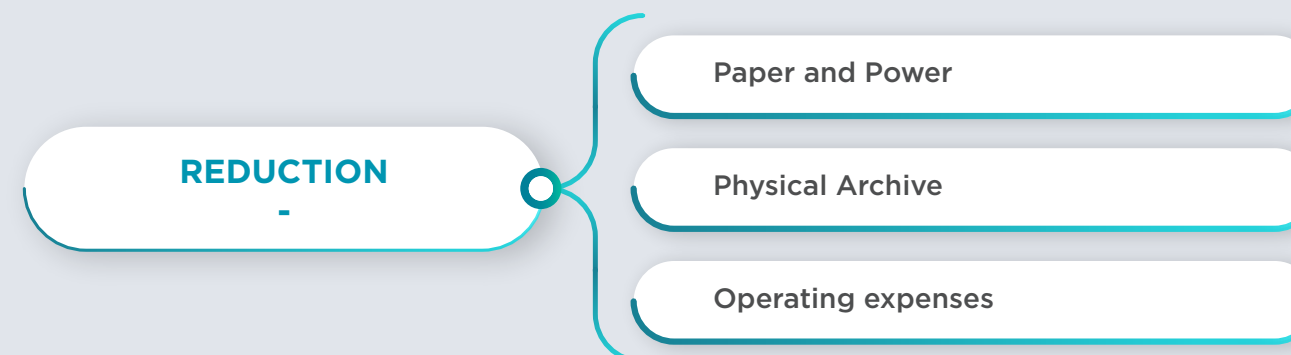 REDUCTION
-
Paper and Power
Physical Archive
Operating expenses